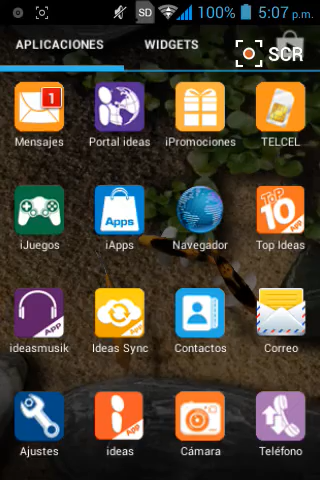 SD 100% 5:07 p.m.
APLICACIONES WIDGETS SCR
1
Mensajes Portal ideas iPromociones TELCEL
Apps TOP 10 App
iJuegos iApps Navegador Top Ideas
App App
ideasmusik Ideas Sync Contactos Correo
App
Ajustes ideas Cámara Teléfono